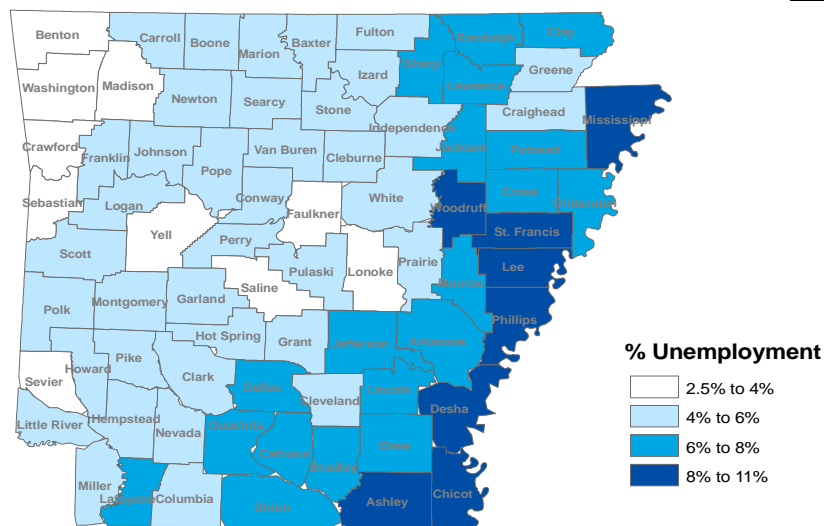 Benton
Carroll
Boone
Marion
Baxter
Fulton
Randolph
Clay
Sharp
Washington
Madison
Newton
Searcy
Stone
Izard
Lawrence
Greene
Independence
Craighead
Mississippi
Crawford
Franklin
Johnson
Pope
Van Buren
Cleburne
Jackson
Poinsett
Sebastian
Logan
Conway
Faulkner
White
Woodruff
Cross
Crittenden
Yell
Perry
St. Francis
Scott
Saline
Pulaski
Lonoke
Prairie
Monroe
Lee
Polk
Montgomery
Garland
Hot Spring
Grant
Jefferson
Arkansas
Phillips
Sevier
Howard
Pike
Clark
Dallas
Cleveland
Lincoln
Desha
Little River
Hempstead
Nevada
Ouachita
Calhoun
Bradley
Drew
Miller
Lafayette
Columbia
Union
Ashley
Chicot
% Unemployment
2.5% to 4%
4% to 6%
6% to 8%
8% to 11%